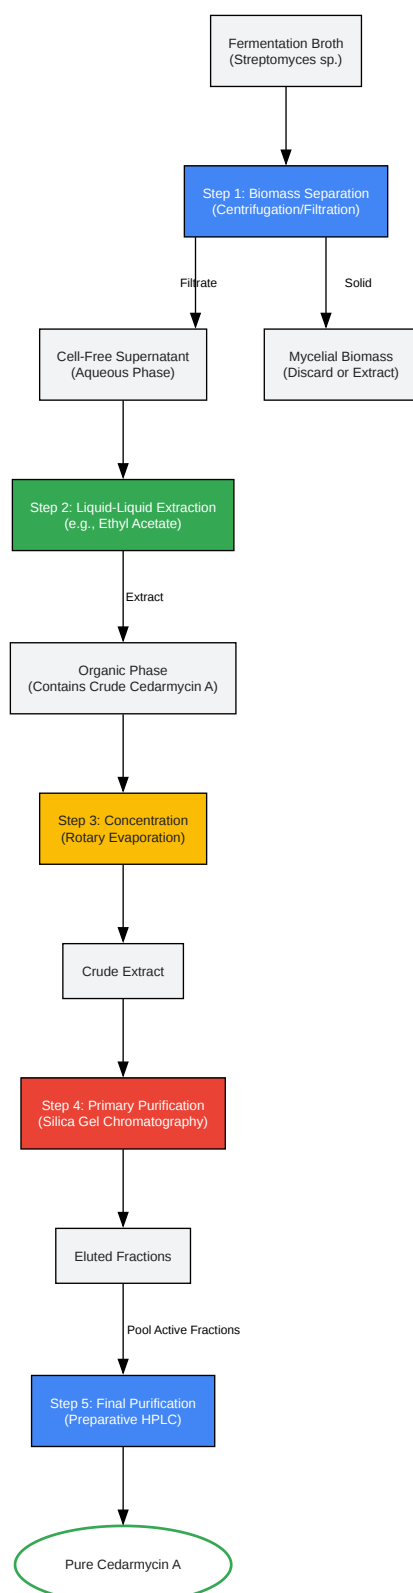 Fermentation Broth
(Streptomyces sp.)
Step 1: Biomass Separation
(Centrifugation/Filtration)
Filtrate
Solid
Cell-Free Supernatant
(Aqueous Phase)
Mycelial Biomass
(Discard or Extract)
Step 2: Liquid-Liquid Extraction
(e.g., Ethyl Acetate)
Extract
Organic Phase
(Contains Crude Cedarmycin A)
Step 3: Concentration
(Rotary Evaporation)
Crude Extract
Step 4: Primary Purification
(Silica Gel Chromatography)
Eluted Fractions
Pool Active Fractions
Step 5: Final Purification
(Preparative HPLC)
Pure Cedarmycin A